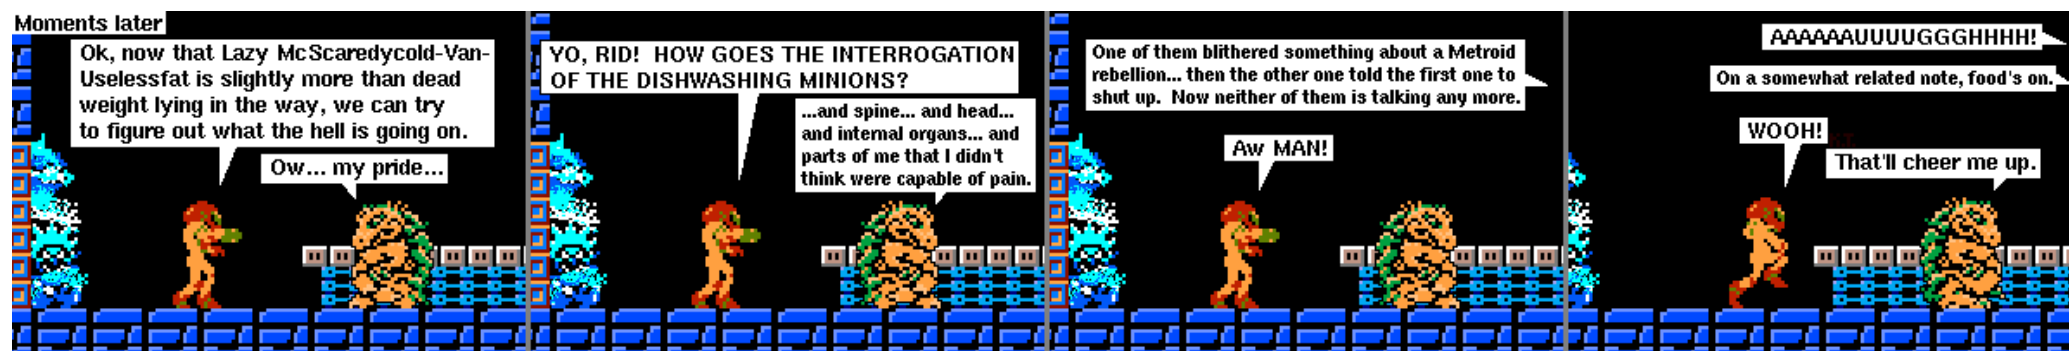 Moments later
Ok, now that Lazy McScaredycold-Van-
Uselessfat is slightly more than dead
weight lying in the way, we can try
to figure out what the hell is going on.
Ow... my pride...
YO, RID!  HOW GOES THE INTERROGATION
OF THE DISHWASHING MINIONS?
...and spine... and head...
and internal organs... and
parts of me that I didn't
think were capable of pain.
One of them blithered something about a Metroid
rebellion... then the other one told the first one to
shut up.  Now neither of them is talking any more.
Aw MAN!
AAAAAAUUUUGGGHHHH!
On a somewhat related note, food's on.
WOOH!
That'll cheer me up.